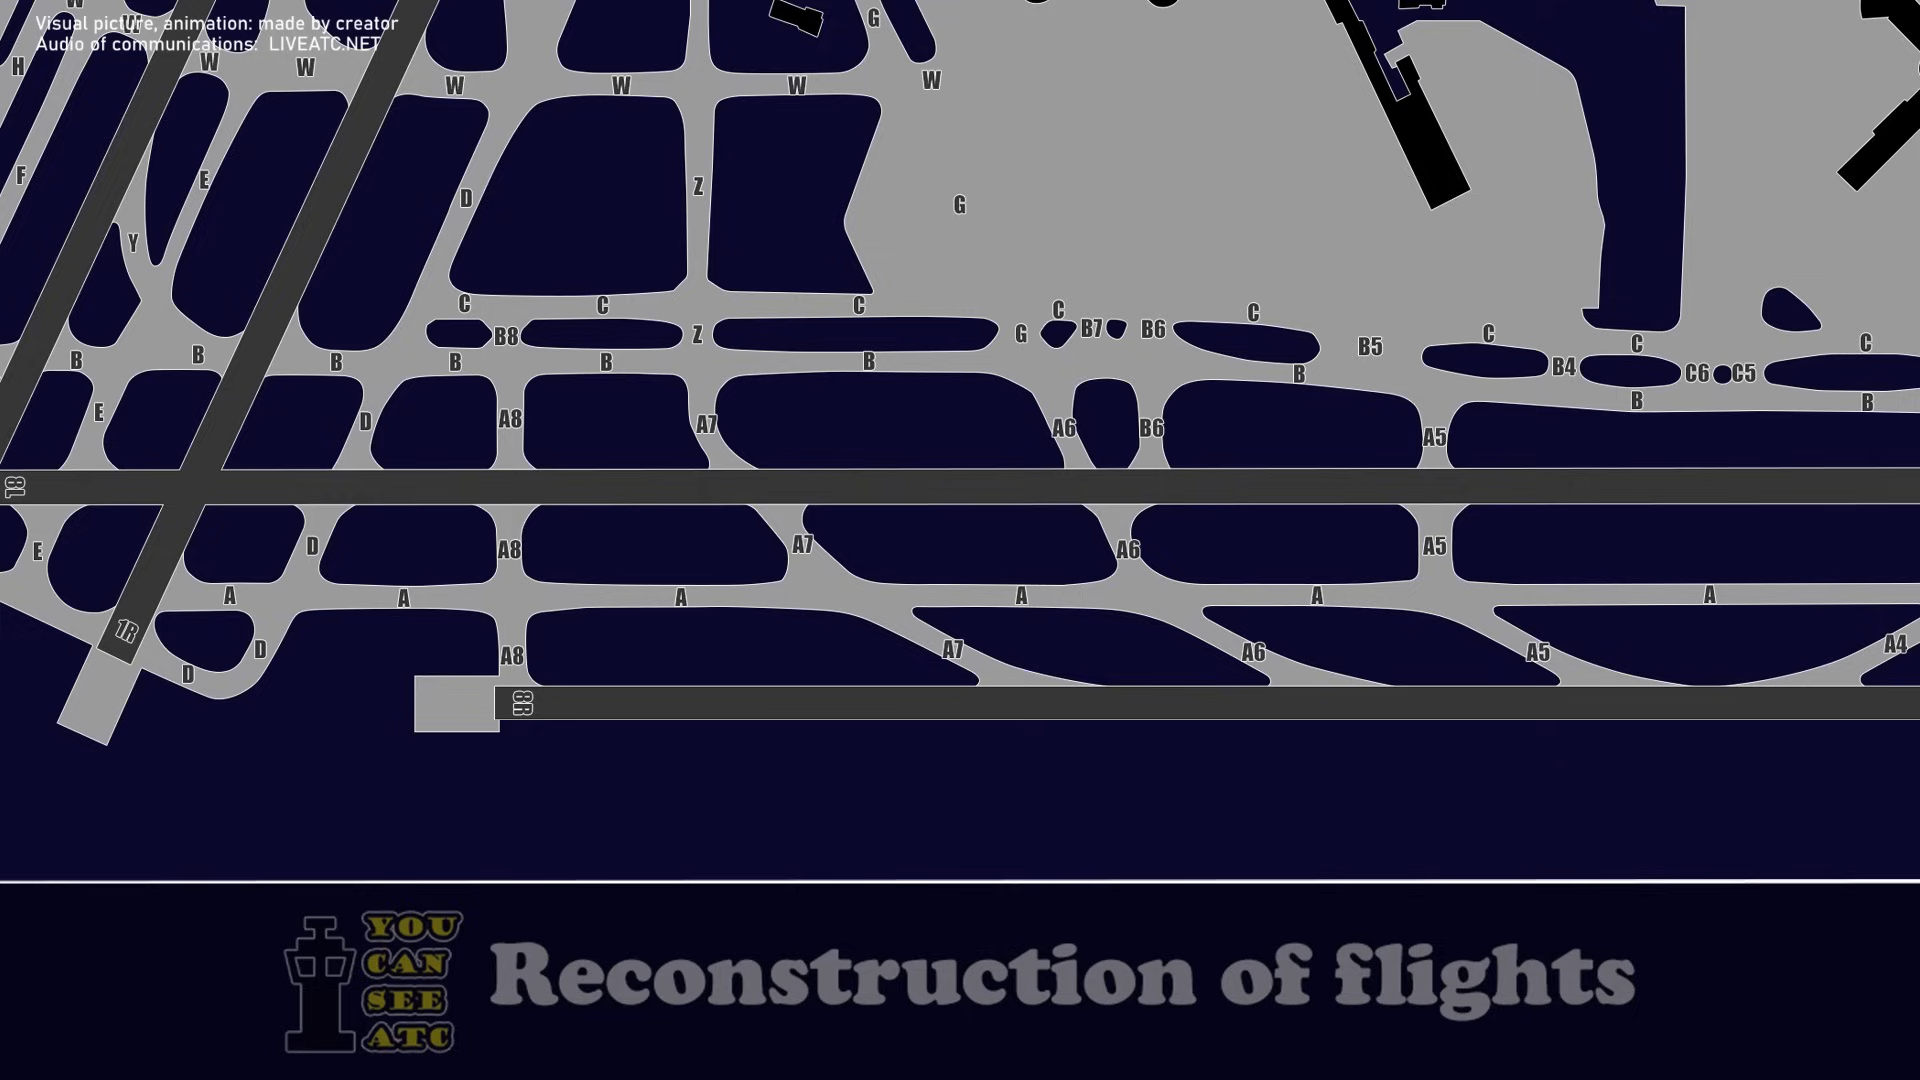 Visual picture, animation: made by creator
Audio of communications: LIVEATC.NET
W
W
G
H W W W W W W
F E D Z G
Y
C C C C B7 B6 C
B8 Z G B5 C C C
B B B B B B B B4 C6 C5
B B B
E D A8 A7 A6 B6 A5
8L
E D A8 A7 A6 A5
A A A A A A
1R D A8 A7 A6 A5 A4
D
8R
YOU
CAN
SEE
ATC
Reconstruction of flights